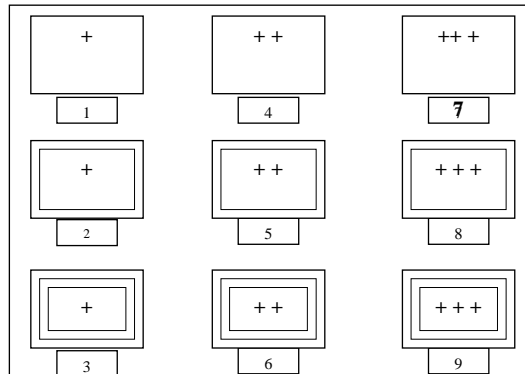 + ++ ++ +
1 4 7
+ + + + + +
2 5 8
+ + + + + +
3 6 9